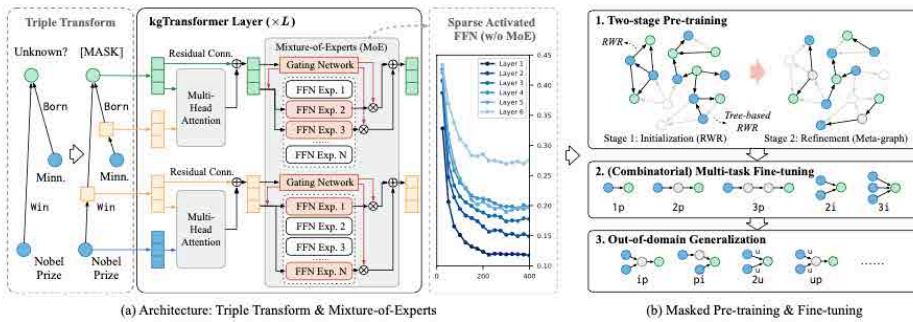 Triple Transform
Unknown?
[MASK]
Born
Born
Minn.
Minn.
Win
Win
Nobel
Prize
Nobel
Prize
kgTransformer Layer (× L)
Residual Conn.
Multi-
Head
Attention
Residual Conn.
Multi-
Head
Attention
Mixture-of-Experts (MoE)
Gating Network
FFN Exp. 1
FFN Exp. 2
FFN Exp. 3
FFN Exp. N
Gating Network
FFN Exp. 1
FFN Exp. 2
FFN Exp. 3
FFN Exp. N
Sparse Activated
FFN (w/o MoE)
Layer 1
Layer 2
Layer 3
Layer 4
Layer 5
Layer 6
0.45
0.40
0.35
0.30
0.25
0.20
0.15
0.10
0 200 400
(a) Architecture: Triple Transform & Mixture-of-Experts
1. Two-stage Pre-training
RWR
Tree-based
RWR
Stage 1: Initialization (RWR)
Stage 2: Refinement (Meta-graph)
2. (Combinatorial) Multi-task Fine-tuning
1p 2p 3p 2i 3i
3. Out-of-domain Generalization
u
u
u
u
ip pi 2u up ......
(b) Masked Pre-training & Fine-tuning